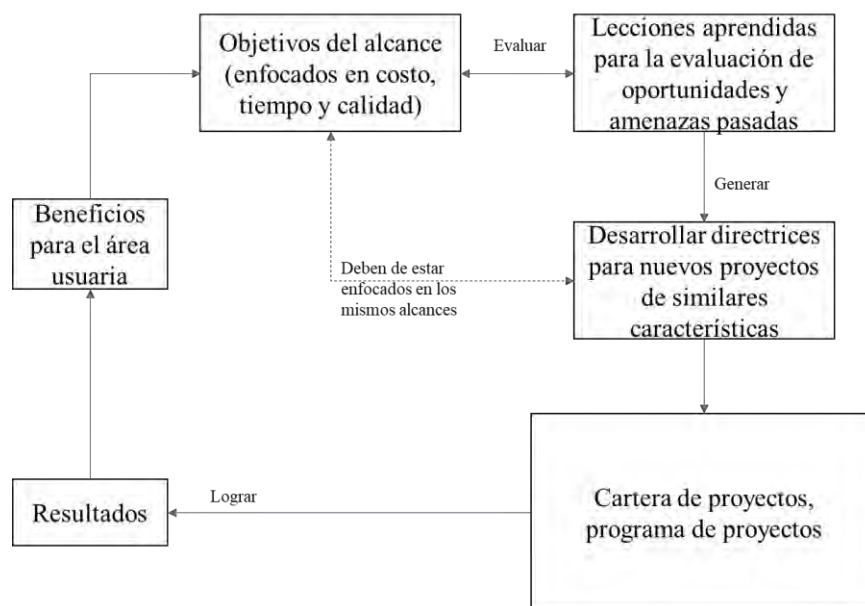 Objetivos del alcance
(enfocados en costo,
tiempo y calidad)
Evaluar
Lecciones aprendidas
para la evaluación de
oportunidades y
amenazas pasadas
Generar
Beneficios
para el área
usuaria
Desarrollar directrices
para nuevos proyectos
de similares
característícas
Deben de estar
enfocados en los
mismos alcances
Cartera de proyectos,
programa de proyectos
Lograr
Resultados